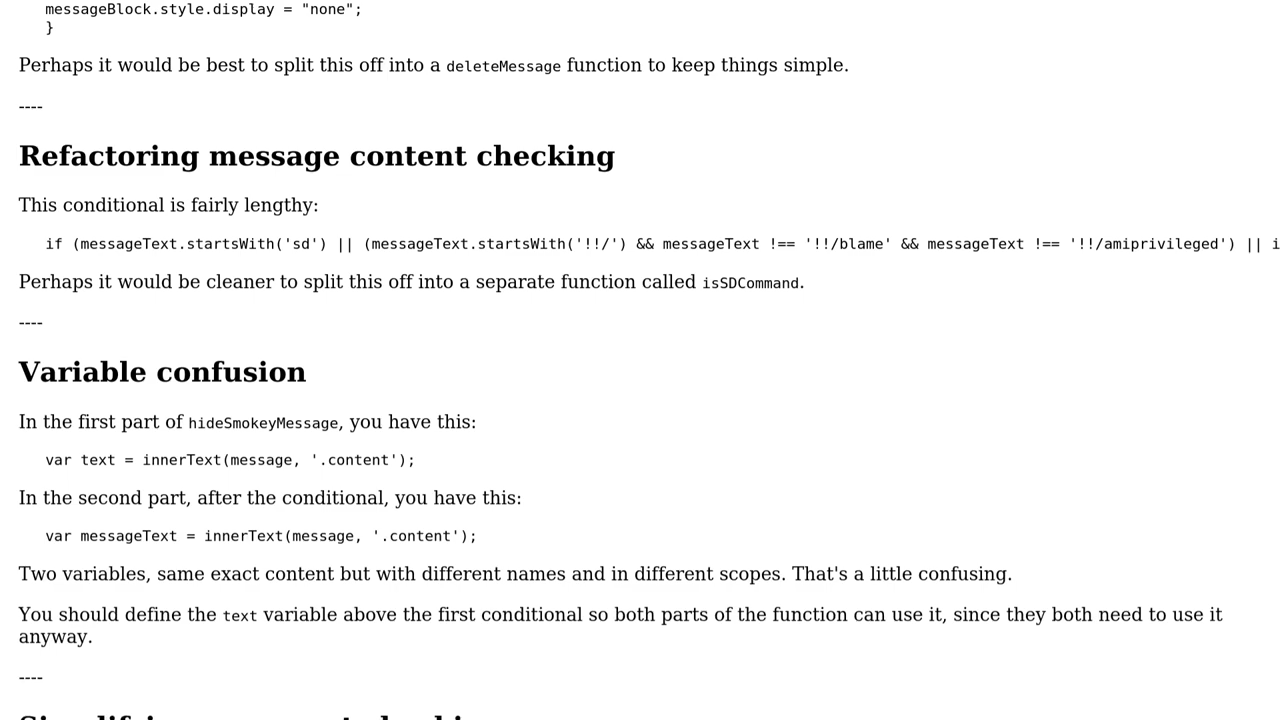 messageBlock.style.display = "none";
}
Perhaps it would be best to split this off into a deleteMessage function to keep things simple.
----
Refactoring message content checking
This conditional is fairly lengthy:
if (messageText.startsWith('sd') || (messageText.startsWith('!!/') && messageText !== '!!/blame' && messageText !== '!!/amiprivileged') || i
Perhaps it would be cleaner to split this off into a separate function called isSDCommand.
----
Variable confusion
In the first part of hideSmokeyMessage, you have this:
var text = innerText(message, '.content');
In the second part, after the conditional, you have this:
var messageText = innerText(message, '.content');
Two variables, same exact content but with different names and in different scopes. That's a little confusing.
You should define the text variable above the first conditional so both parts of the function can use it, since they both need to use it
anyway.
----